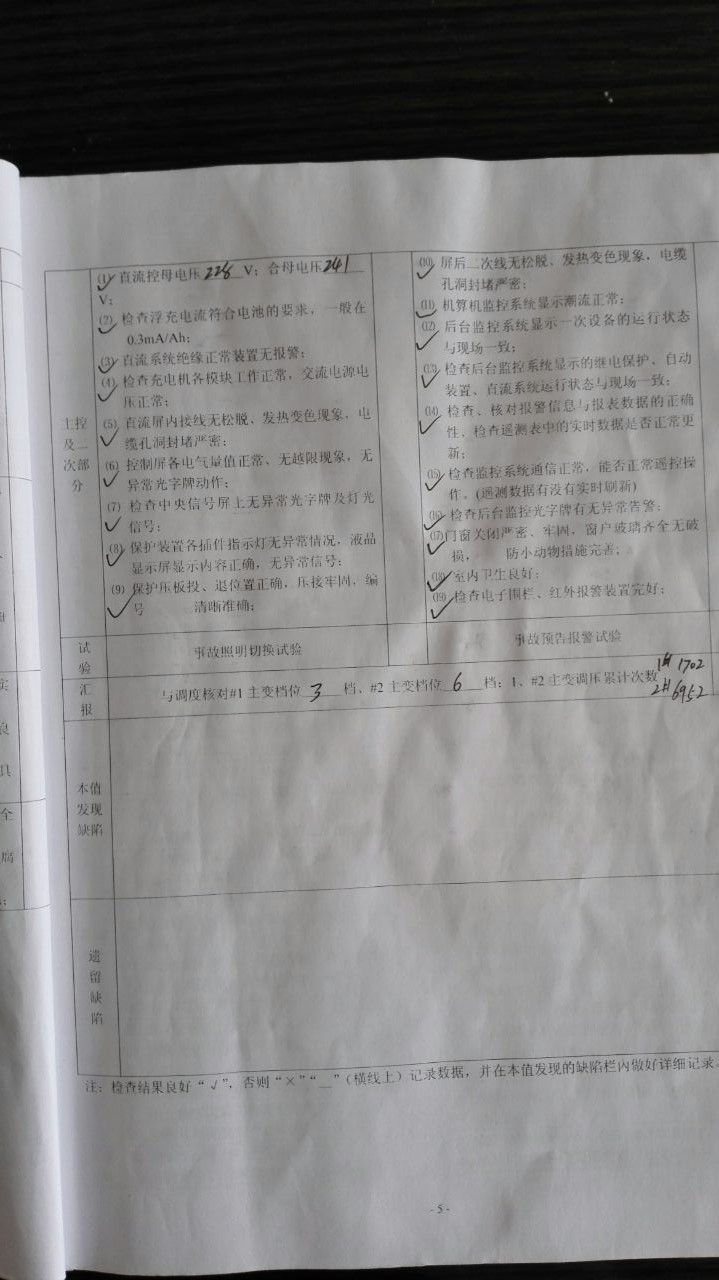 主控及二次部分
(1) 直流控母电压 228 V；合母电压 241
V；
(2) 检查浮充电流符合电池的要求，一般在
0.3mA/Ah；
(3) 直流系统绝缘正常装置无报警；
(4) 检查充电机各模块工作正常，交流电源电
压正常；
(5) 直流屏内接线无松脱、发热变色现象，电
缆孔洞封堵严密；
(6) 控制屏各电气量值正常、无越限现象，无
异常光字牌动作；
(7) 检查中央信号屏上无异常光字牌及灯光
信号；
(8) 保护装置各插件指示灯无异常情况，液晶
显示屏显示内容正确，无异常信号；
(9) 保护压板投、退位置正确，压接牢固，编
号 清晰准确；
(10) 屏后二次线无松脱、发热变色现象，电缆
孔洞封堵严密；
(11) 机算机监控系统显示潮流正常；
(12) 后台监控系统显示一次设备的运行状态
与现场一致；
(13) 检查后台监控系统显示的继电保护、自动
装置、直流系统运行状态与现场一致；
(14) 检查、核对报警信息与报表数据的正确
性、检查遥测表中的实时数据是否正常更
新；
(15) 检查监控系统通信正常，能否正常遥控操
作。(遥测数据有没有实时刷新)
(16) 检查后台监控光字牌有无异常告警；
(17) 门窗关闭严密、牢固，窗户玻璃齐全无破
损， 防小动物措施完善；
(18) 室内卫生良好；
(19) 检查电子围栏、红外报警装置完好；
试验
事故照明切换试验
事故预告报警试验
汇报
与调度核对#1 主变档位 3 档、#2 主变档位 6 档；1、#2 主变调压累计次数 1# 1702
2# 6952
本值
发现
缺陷
遗
留
缺
陷
注：检查结果良好“√”，否则“×”“＿”（横线上）记录数据，并在本值发现的缺陷栏内做好详细记录。
- 5 -